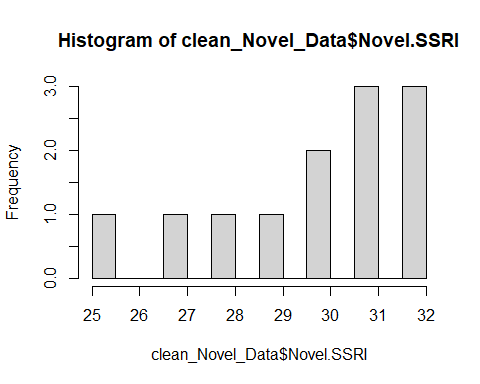 Histogram of clean_Novel_Data$Novel.SSRI
3.0
2.0
1.0
0.0
Frequency
25 26 27 28 29 30 31 32
clean_Novel_Data$Novel.SSRI